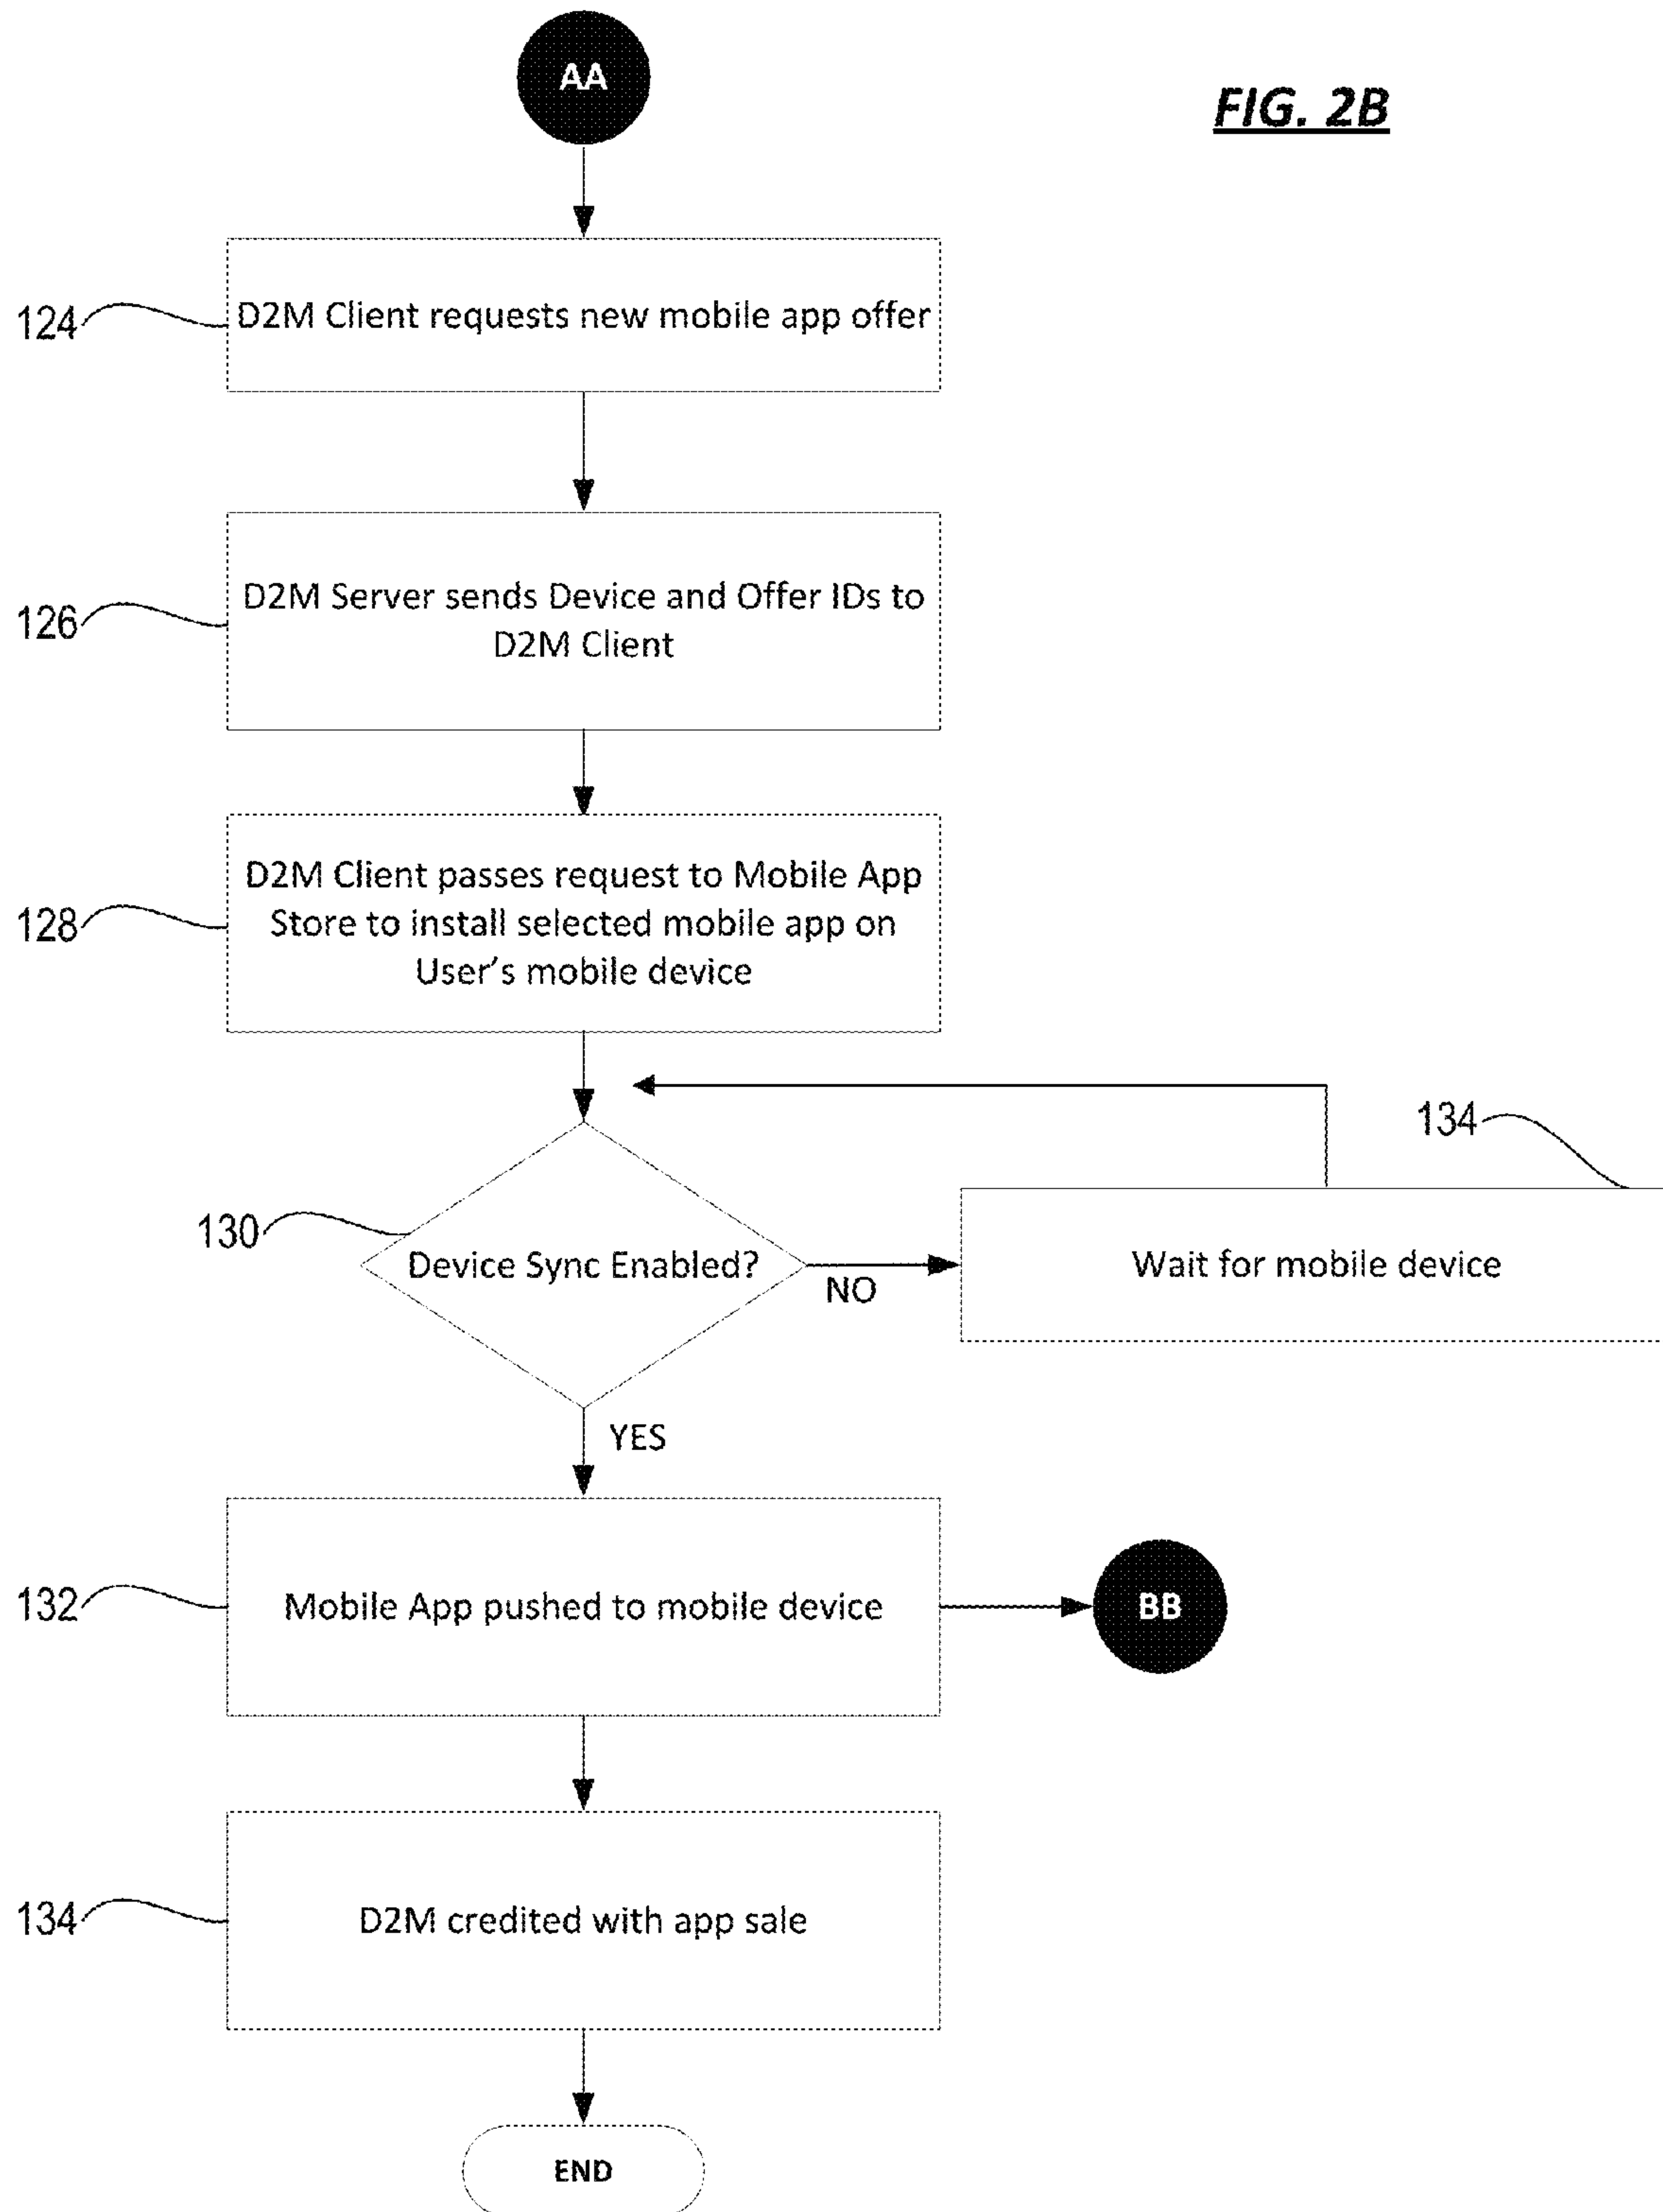 AA
FIG. 2B
124
D2M Client requests new mobile app offer
126
D2M Server sends Device and Offer IDs to
D2M Client
128
D2M Client passes request to Mobile App
Store to install selected mobile app on
User's mobile device
134
130
Device Sync Enabled?
NO
Wait for mobile device
YES
132
Mobile App pushed to mobile device
BB
134
D2M credited with app sale
END